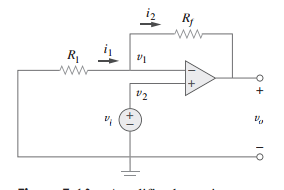 i2
Rf
R1
i1
v1
−
+
v2
vi
+
−
+
vo
−